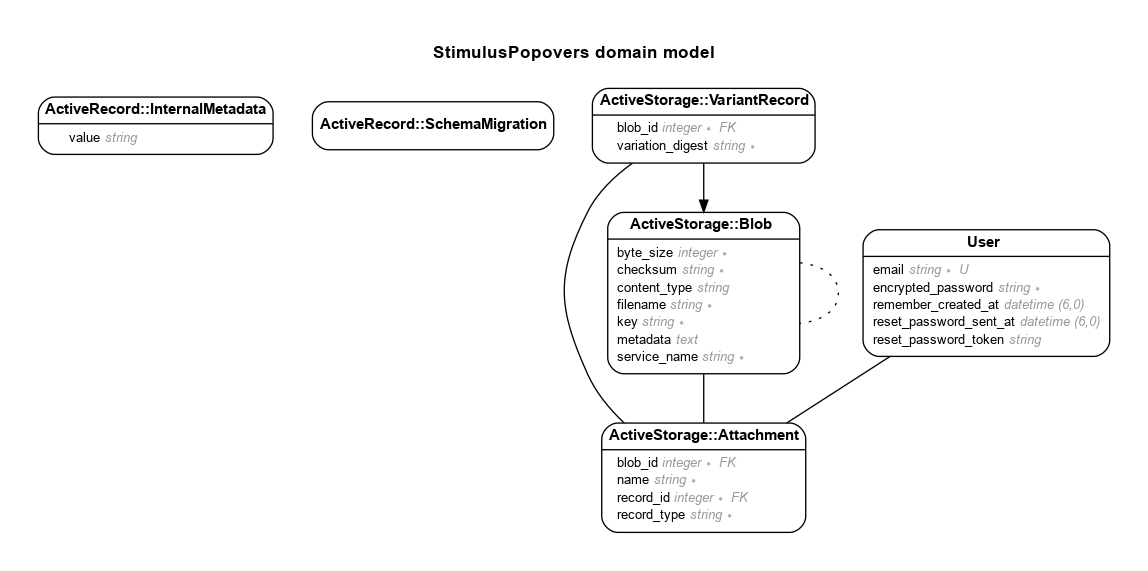 StimulusPopovers domain model
ActiveRecord::InternalMetadata
value string
ActiveRecord::SchemaMigration
ActiveStorage::VariantRecord
blob_id integer ∗ FK
variation_digest string ∗
ActiveStorage::Blob
byte_size integer ∗
checksum string ∗
content_type string
filename string ∗
key string ∗
metadata text
service_name string ∗
User
email string ∗ U
encrypted_password string ∗
remember_created_at datetime (6,0)
reset_password_sent_at datetime (6,0)
reset_password_token string
ActiveStorage::Attachment
blob_id integer ∗ FK
name string ∗
record_id integer ∗ FK
record_type string ∗